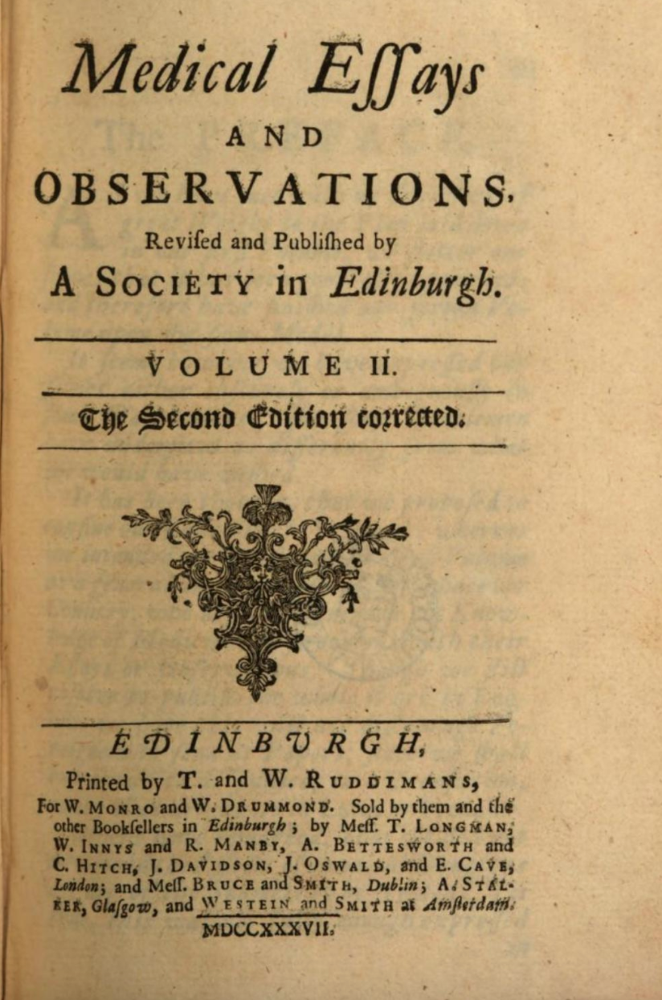 Medical Eſſays
AND
OBSERVATIONS,
Reviſed and Publiſhed by
A SOCIETY in Edinburgh.
VOLUME II.
The Second Edition corrected.
EDINBURGH,
Printed by T. and W. RUDDIMANS,
For W. MONRO and W. DRUMMOND. Sold by them and the
other Bookſellers in Edinburgh; by Meſſ. T. LONGMAN,
W. INNYS and R. MANBY, A. BETTESWORTH and
C. HITCH, J. DAVIDSON, J. OSWALD, and E. CAVE,
London; and Meſſ. BRUCE and SMITH, Dublin; A. STAL-
KER, Glaſgow, and WESTEIN and SMITH at Amſterdam.
MDCCXXXVII.